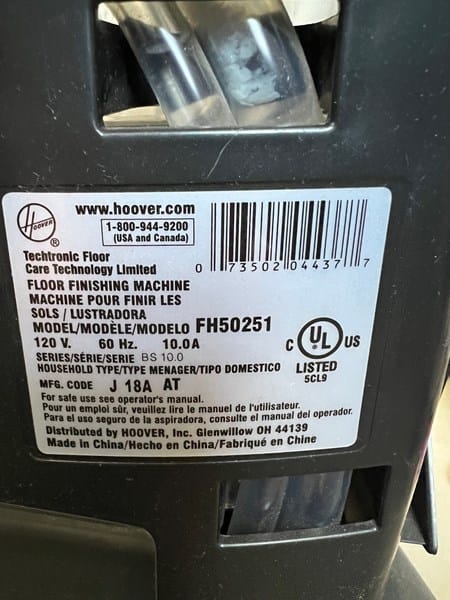 HOOVER
®
www.hoover.com
1-800-944-9200
(USA and Canada)
0 73502 04437 7
Techtronic Floor
Care Technology Limited
FLOOR FINISHING MACHINE
MACHINE POUR FINIR LES
SOLS / LUSTRADORA
MODEL/MODÈLE/MODELO FH50251
120 V. 60 Hz. 10.0A
SERIES/SÉRIE/SERIE BS 10.0
HOUSEHOLD TYPE/TYPE MENAGER/TIPO DOMESTICO
MFG. CODE J 18A AT
C UL US
®
LISTED
5CL9
For safe use see operator's manual.
Pour un emploi sûr, veuillez lire le manuel de l'utilisateur.
Para el uso seguro de la aspiradora, consulte el manual del operador.
Distributed by HOOVER, Inc. Glenwillow OH 44139
Made in China/Hecho en China/Fabriqué en Chine